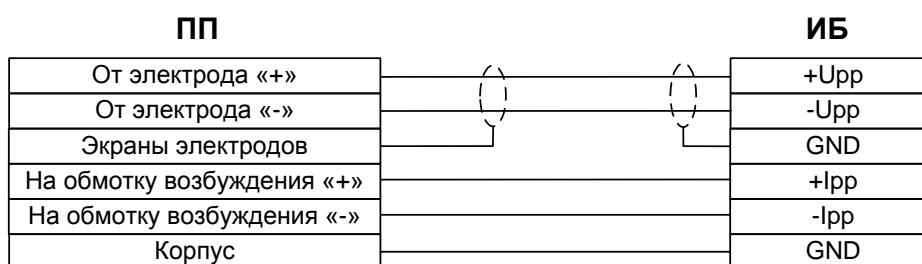 ПП ИБ
От электрода «+» +Upp
От электрода «-» -Upp
Экраны электродов GND
На обмотку возбуждения «+» +Ipp
На обмотку возбуждения «-» -Ipp
Корпус GND